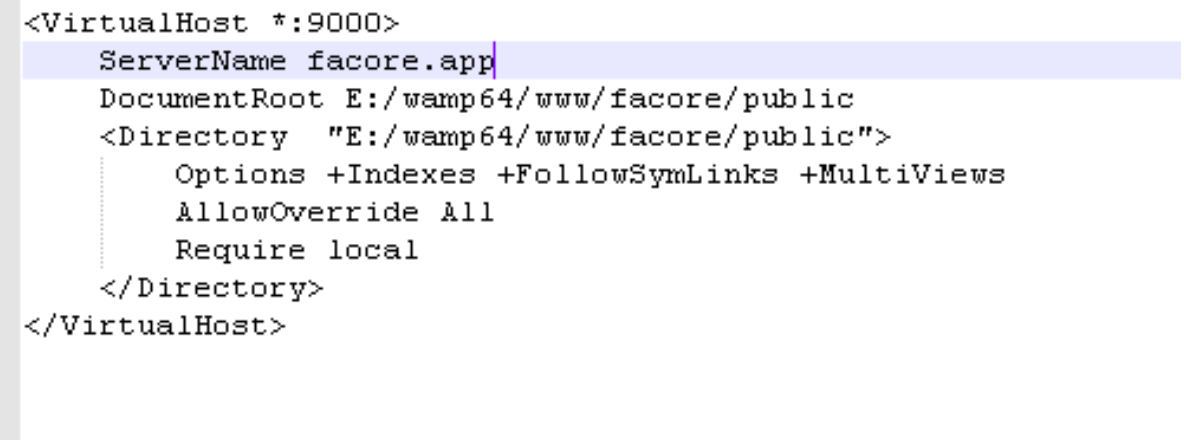 <VirtualHost *:9000>
ServerName facore.app
DocumentRoot E:/wamp64/www/facore/public
<Directory  "E:/wamp64/www/facore/public">
Options +Indexes +FollowSymLinks +MultiViews
AllowOverride All
Require local
</Directory>
</VirtualHost>